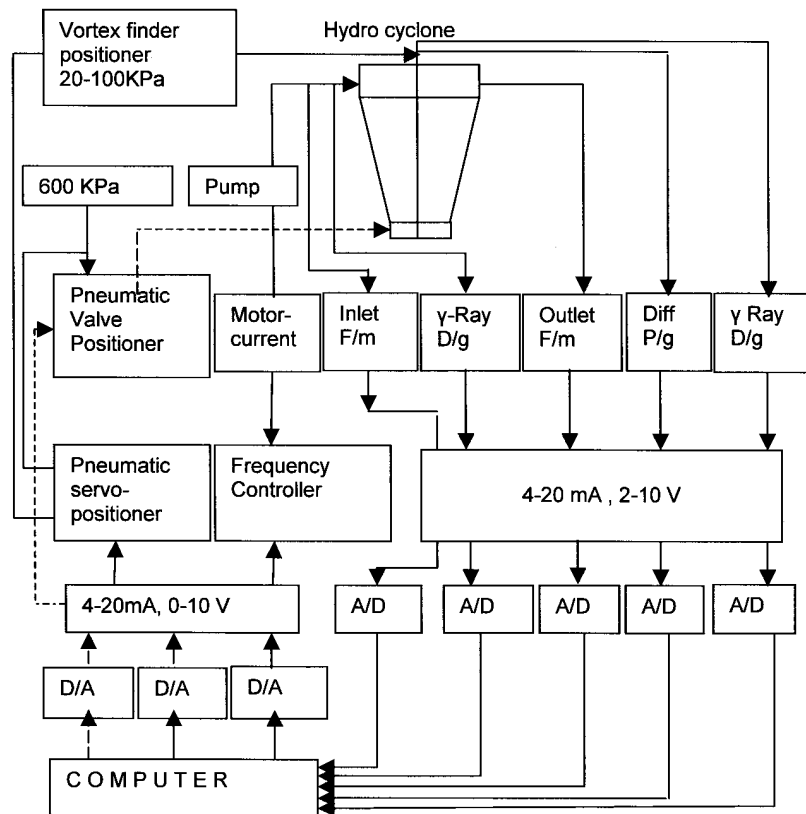 Vortex finder
positioner
20-100KPa
Hydro cyclone
600 KPa
Pump
Pneumatic
Valve
Positioner
Motor-
current
Inlet
F/m
γ-Ray
D/g
Outlet
F/m
Diff
P/g
γ Ray
D/g
Pneumatic
servo-
positioner
Frequency
Controller
4-20 mA , 2-10 V
4-20mA, 0-10 V
A/D
A/D
A/D
A/D
A/D
D/A
D/A
D/A
COMPUTER